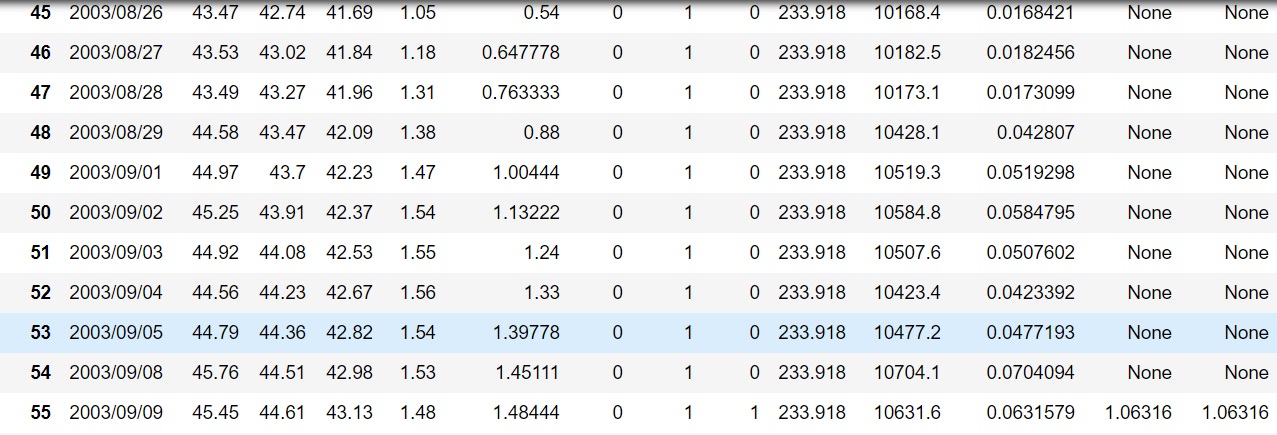 45 2003/08/26 43.47 42.74 41.69 1.05 0.54 0 1 0 233.918 10168.4 0.0168421 None None
46 2003/08/27 43.53 43.02 41.84 1.18 0.647778 0 1 0 233.918 10182.5 0.0182456 None None
47 2003/08/28 43.49 43.27 41.96 1.31 0.763333 0 1 0 233.918 10173.1 0.0173099 None None
48 2003/08/29 44.58 43.47 42.09 1.38 0.88 0 1 0 233.918 10428.1 0.042807 None None
49 2003/09/01 44.97 43.7 42.23 1.47 1.00444 0 1 0 233.918 10519.3 0.0519298 None None
50 2003/09/02 45.25 43.91 42.37 1.54 1.13222 0 1 0 233.918 10584.8 0.0584795 None None
51 2003/09/03 44.92 44.08 42.53 1.55 1.24 0 1 0 233.918 10507.6 0.0507602 None None
52 2003/09/04 44.56 44.23 42.67 1.56 1.33 0 1 0 233.918 10423.4 0.0423392 None None
53 2003/09/05 44.79 44.36 42.82 1.54 1.39778 0 1 0 233.918 10477.2 0.0477193 None None
54 2003/09/08 45.76 44.51 42.98 1.53 1.45111 0 1 0 233.918 10704.1 0.0704094 None None
55 2003/09/09 45.45 44.61 43.13 1.48 1.48444 0 1 1 233.918 10631.6 0.0631579 1.06316 1.06316